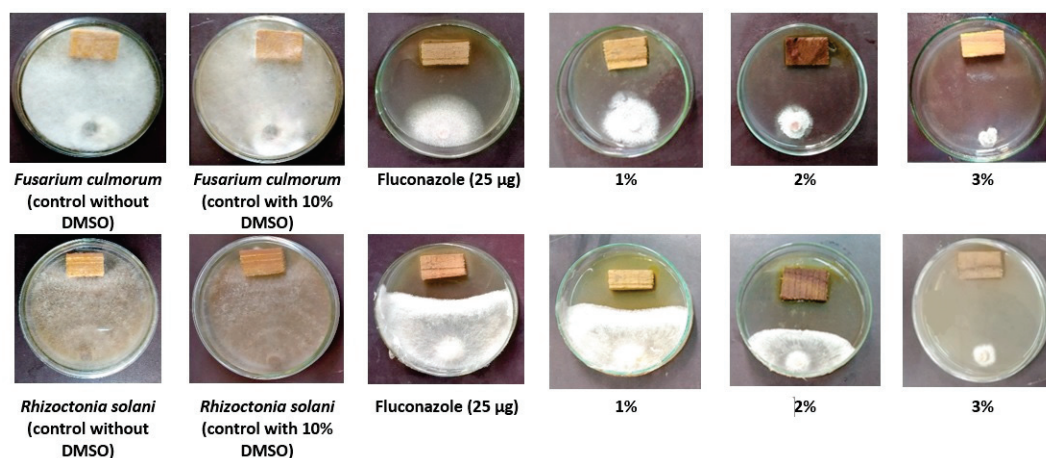 Fusarium culmorum (control without DMSO)
Fusarium culmorum (control with 10% DMSO)
Fluconazole (25 µg)
1%
2%
3%
Rhizoctonia solani (control without DMSO)
Rhizoctonia solani (control with 10% DMSO)
Fluconazole (25 µg)
1%
2%
3%